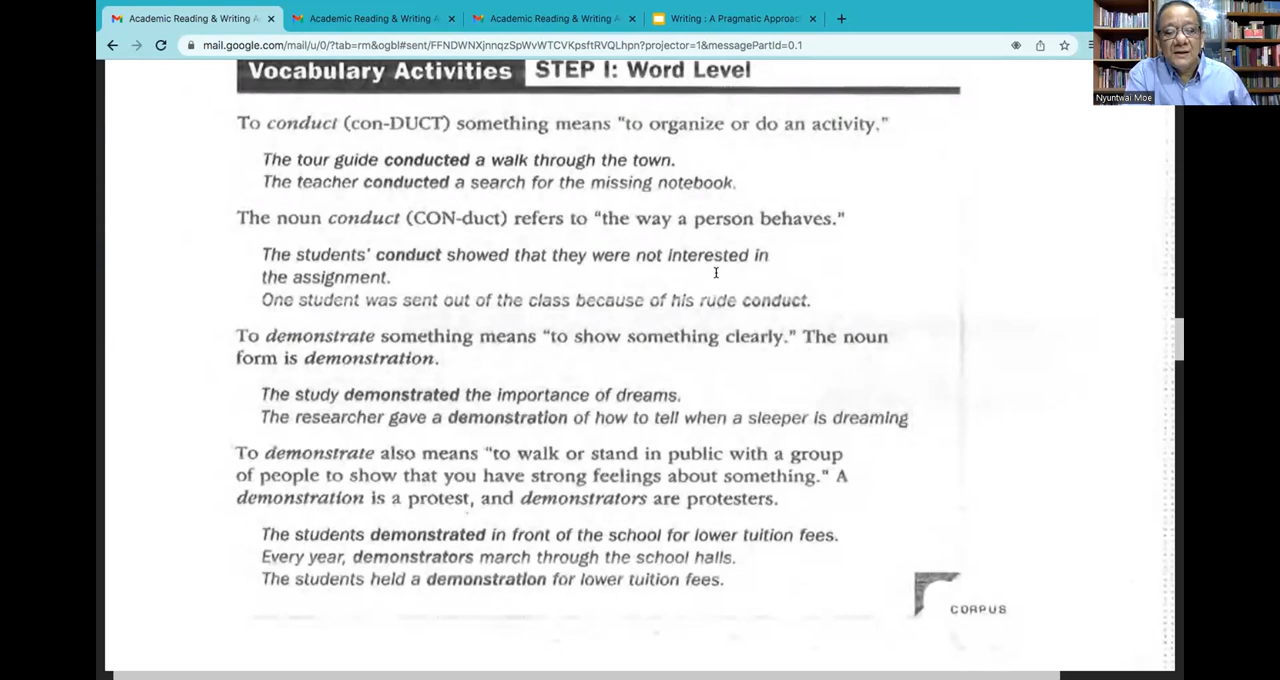 Academic Reading & Writing A
Academic Reading & Writing A
Academic Reading & Writing A
Writing : A Pragmatic Approac
mail.google.com/mail/u/0/?tab=rm&ogbl#sent/FFNDWNXjnnqzSpWvWTCVKpsftRVQLhpn?projector=1&messagePartId=0.1
Nyuntwai Moe
Vocabulary Activities STEP I: Word Level
To conduct (con-DUCT) something means "to organize or do an activity."
The tour guide conducted a walk through the town.
The teacher conducted a search for the missing notebook.
The noun conduct (CON-duct) refers to "the way a person behaves."
The students' conduct showed that they were not interested in
the assignment.
One student was sent out of the class because of his rude conduct.
To demonstrate something means "to show something clearly." The noun
form is demonstration.
The study demonstrated the importance of dreams.
The researcher gave a demonstration of how to tell when a sleeper is dreaming
To demonstrate also means "to walk or stand in public with a group
of people to show that you have strong feelings about something." A
demonstration is a protest, and demonstrators are protesters.
The students demonstrated in front of the school for lower tuition fees.
Every year, demonstrators march through the school halls.
The students held a demonstration for lower tuition fees.
CORPUS